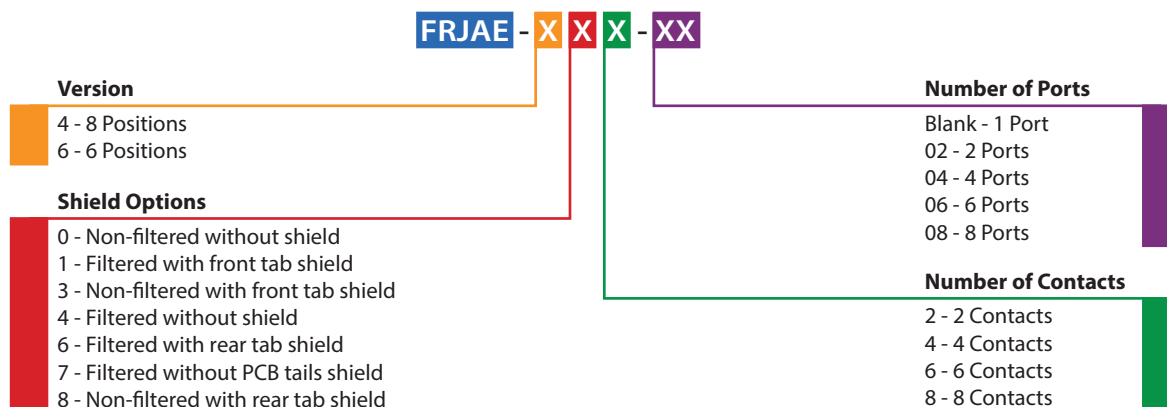 FRJAE - X X X - XX
Version
4 - 8 Positions
6 - 6 Positions
Shield Options
0 - Non-filtered without shield
1 - Filtered with front tab shield
3 - Non-filtered with front tab shield
4 - Filtered without shield
6 - Filtered with rear tab shield
7 - Filtered without PCB tails shield
8 - Non-filtered with rear tab shield
Number of Ports
Blank - 1 Port
02 - 2 Ports
04 - 4 Ports
06 - 6 Ports
08 - 8 Ports
Number of Contacts
2 - 2 Contacts
4 - 4 Contacts
6 - 6 Contacts
8 - 8 Contacts